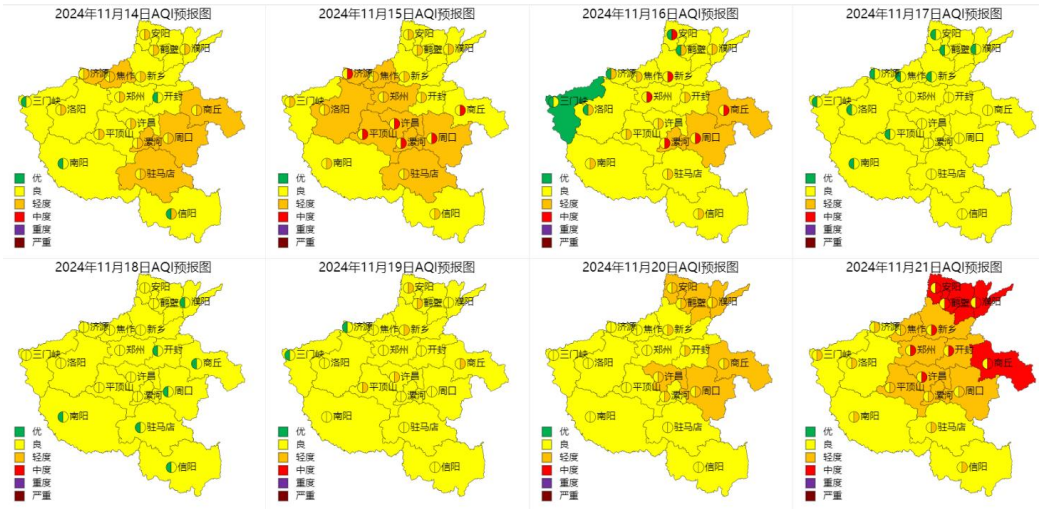 2024年11月14日AQI预报图
安阳
鹤壁
濮阳
济源
焦作
新乡
三门峡
洛阳
郑州
开封
商丘
许昌
平顶山
漯河
周口
南阳
驻马店
信阳
优
良
轻度
中度
重度
严重
2024年11月15日AQI预报图
安阳
鹤壁
濮阳
济源
焦作
新乡
三门峡
洛阳
郑州
开封
商丘
许昌
平顶山
漯河
周口
南阳
驻马店
信阳
优
良
轻度
中度
重度
严重
2024年11月16日AQI预报图
安阳
鹤壁
濮阳
济源
焦作
新乡
三门峡
洛阳
郑州
开封
商丘
许昌
平顶山
漯河
周口
南阳
驻马店
信阳
优
良
轻度
中度
重度
严重
2024年11月17日AQI预报图
安阳
鹤壁
濮阳
济源
焦作
新乡
三门峡
洛阳
郑州
开封
商丘
许昌
平顶山
漯河
周口
南阳
驻马店
信阳
优
良
轻度
中度
重度
严重
2024年11月18日AQI预报图
安阳
鹤壁
濮阳
济源
焦作
新乡
三门峡
洛阳
郑州
开封
商丘
许昌
平顶山
漯河
周口
南阳
驻马店
信阳
优
良
轻度
中度
重度
严重
2024年11月19日AQI预报图
安阳
鹤壁
濮阳
济源
焦作
新乡
三门峡
洛阳
郑州
开封
商丘
许昌
平顶山
漯河
周口
南阳
驻马店
信阳
优
良
轻度
中度
重度
严重
2024年11月20日AQI预报图
安阳
鹤壁
濮阳
济源
焦作
新乡
三门峡
洛阳
郑州
开封
商丘
许昌
平顶山
漯河
周口
南阳
驻马店
信阳
优
良
轻度
中度
重度
严重
2024年11月21日AQI预报图
安阳
鹤壁
濮阳
济源
焦作
新乡
三门峡
洛阳
郑州
开封
商丘
许昌
平顶山
漯河
周口
南阳
驻马店
信阳
优
良
轻度
中度
重度
严重